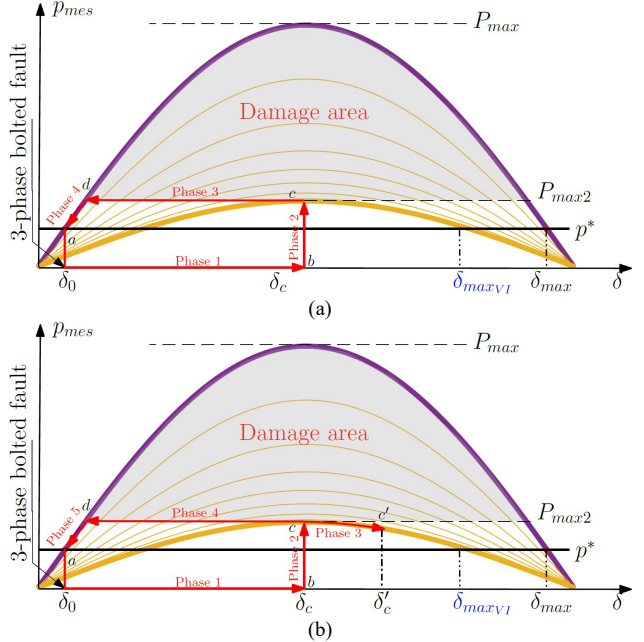 p_mes
P_max
Damage area
3-phase bolted fault
Phase 4
d
Phase 3
c
P_max2
Phase 2
a
p*
Phase 1
b
δ_0
δ_c
δ_max_VI
δ_max
δ
(a)
p_mes
P_max
Damage area
3-phase bolted fault
Phase 5
d
Phase 4
c
c′
P_max2
Phase 2
Phase 3
a
p*
Phase 1
b
δ_0
δ_c
δ′_c
δ_max_VI
δ_max
δ
(b)